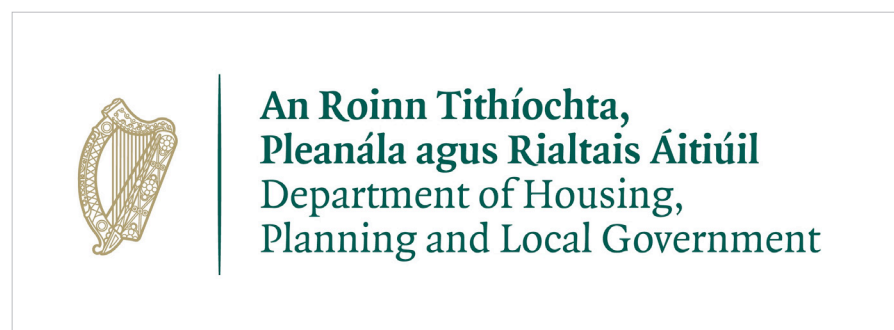 An Roinn Tithíochta,
Pleanála agus Rialtais Áitiúil
Department of Housing,
Planning and Local Government